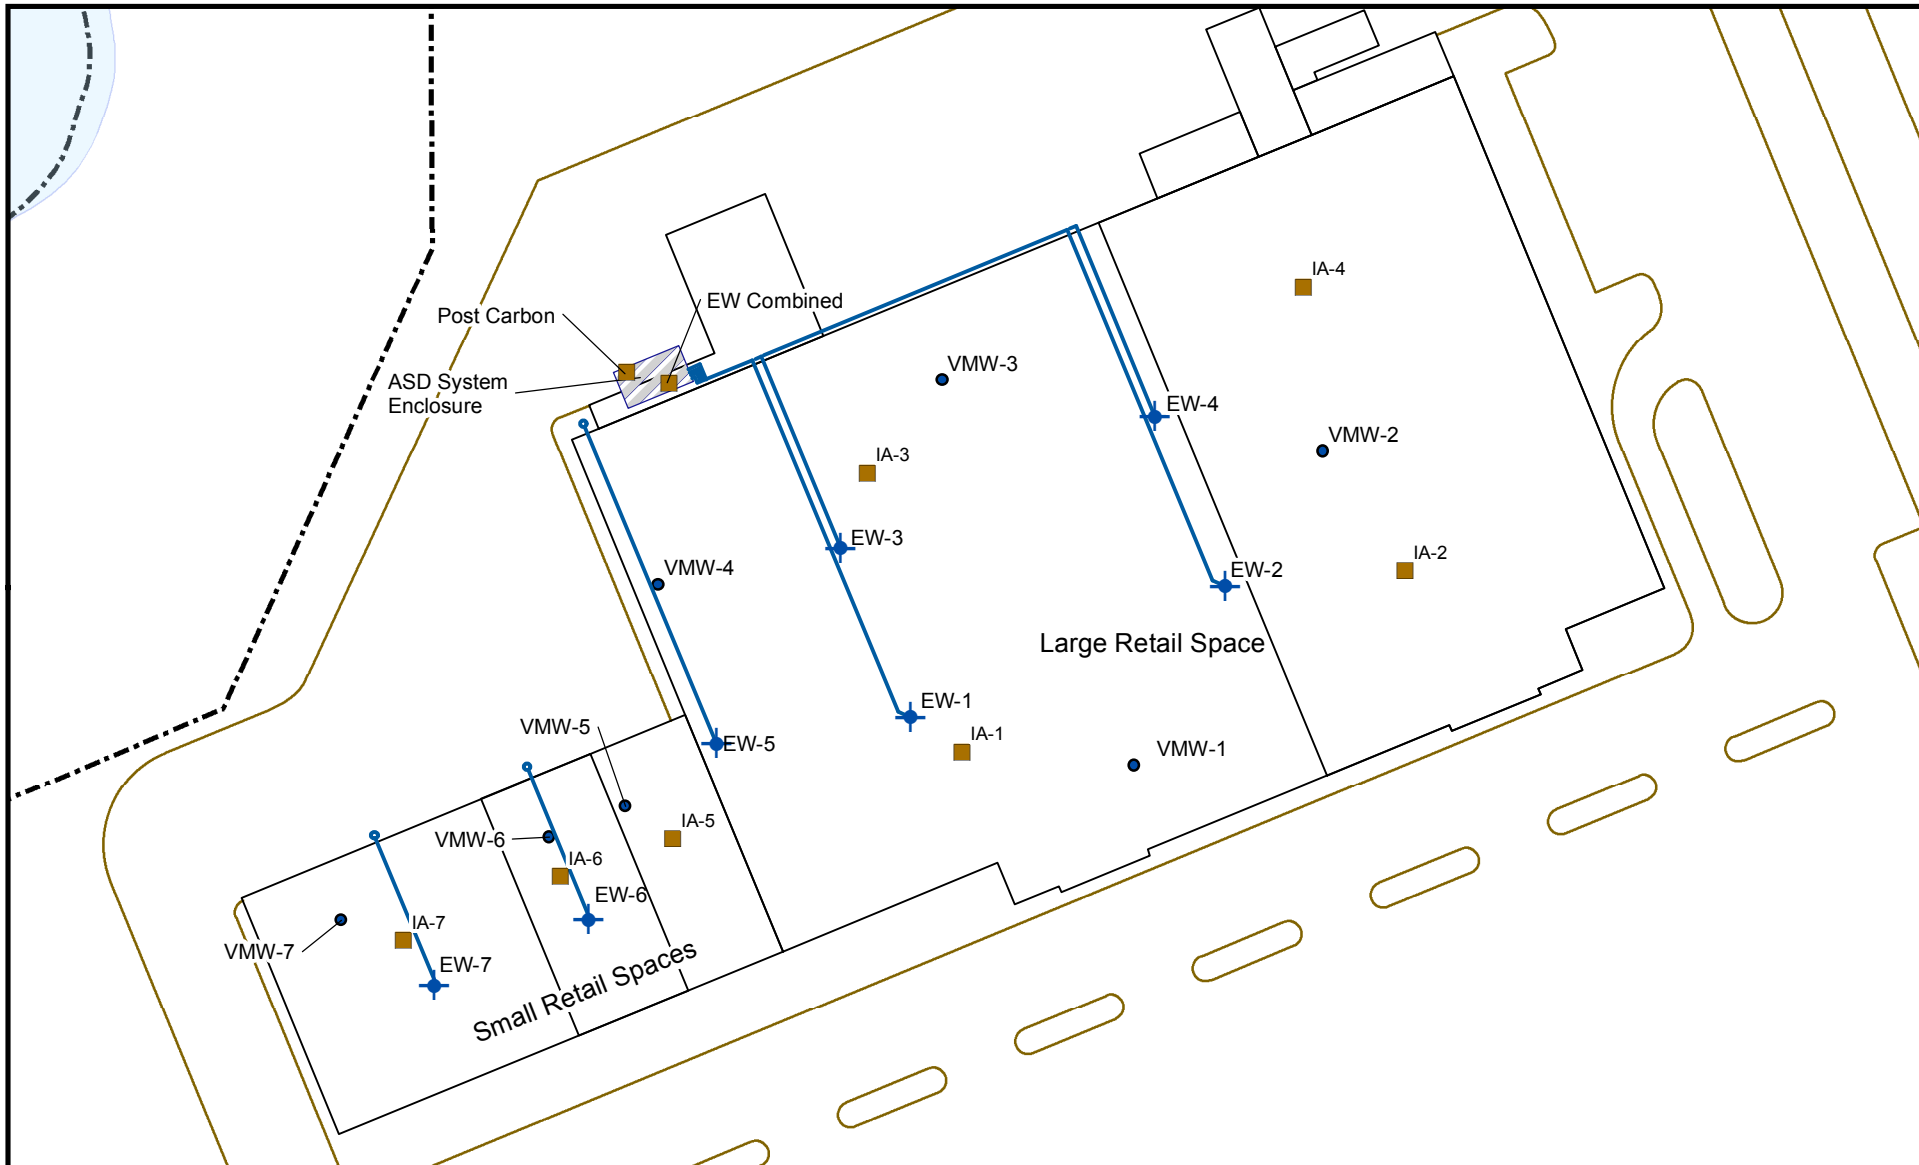 IA-4
EW Combined
Post Carbon
VMW-3
ASD System
Enclosure
EW-4
VMW-2
IA-3
EW-3
IA-2
VMW-4
EW-2
Large Retail Space
EW-1
VMW-5
IA-1
EW-5
VMW-1
IA-5
VMW-6
IA-6
EW-6
IA-7
VMW-7
EW-7
Small Retail Spaces